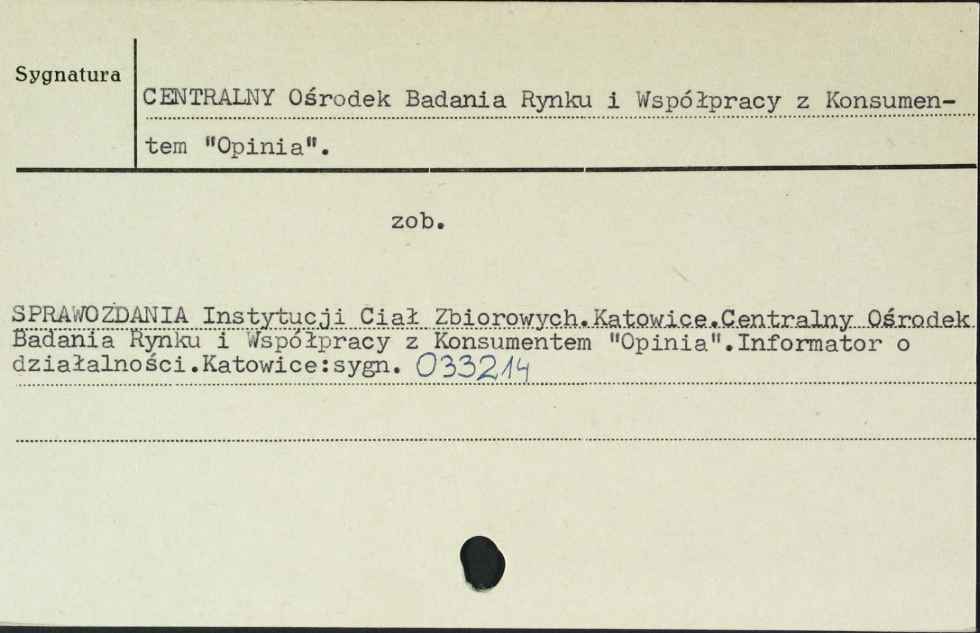 Sygnatura
CENTRALNY Ośrodek Badania Rynku i Współpracy z Konsumen-
tem "Opinia".
zob.
SPRAWOZDANIA Instytucji Ciał Zbiorowych.Katowice.Centralny Ośrodek
Badania Rynku i Współpracy z Konsumentem "Opinia".Informator o
działalności.Katowice:sygn. 033214